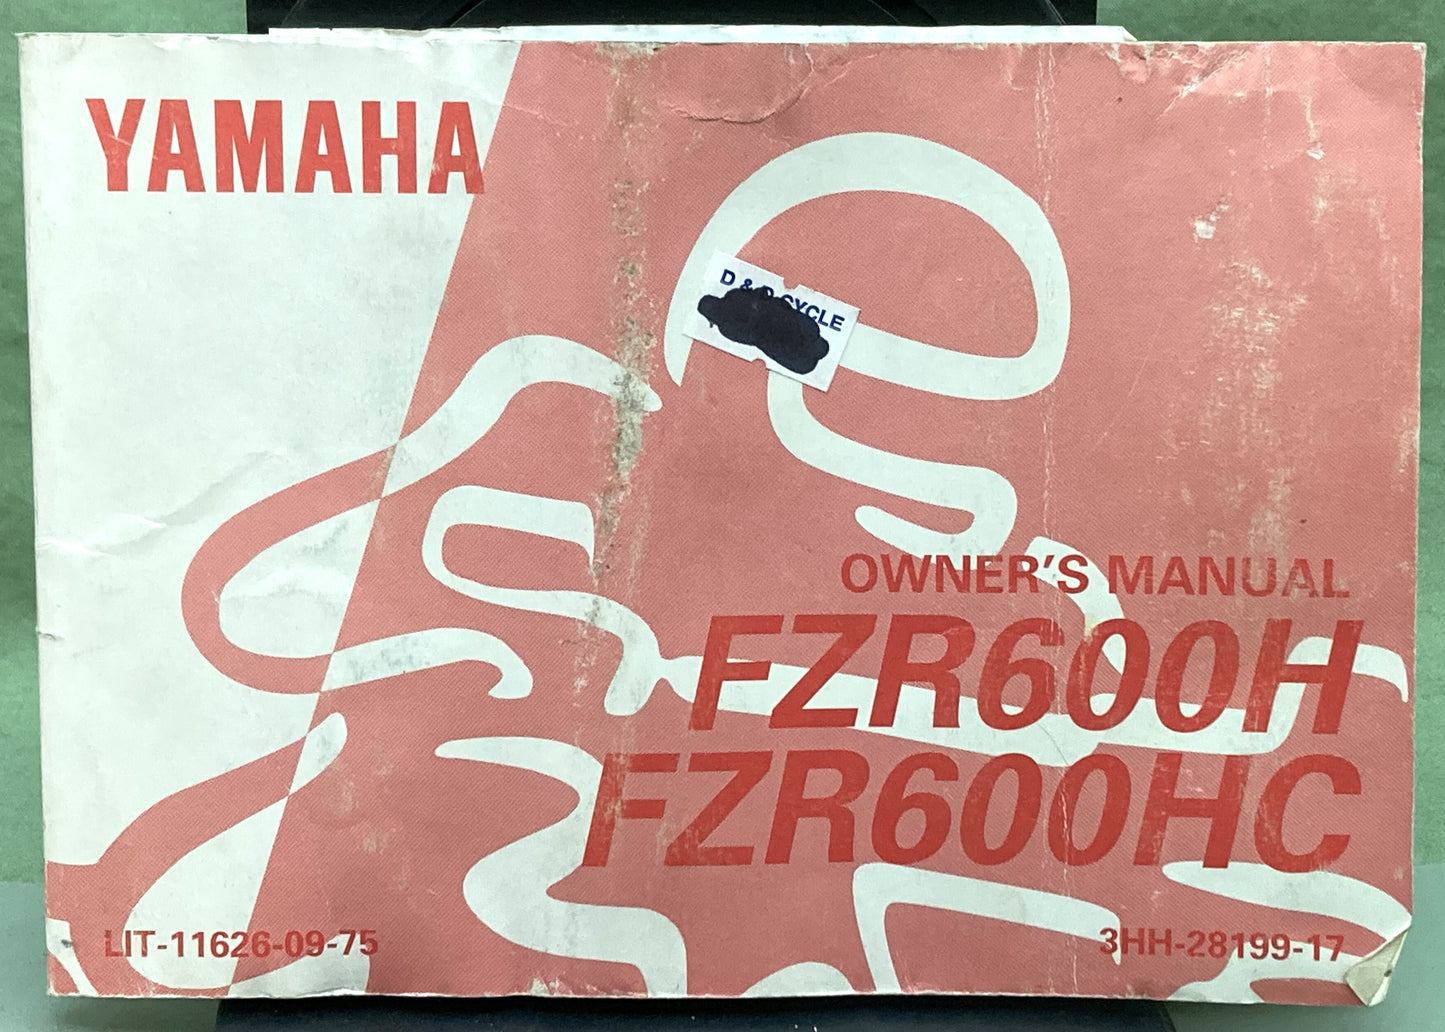 YAMAHA
D & D CYCLE
OWNER'S MANUAL
FZR600H
FZR600HC
LIT-11626-09-75
3HH-28199-17